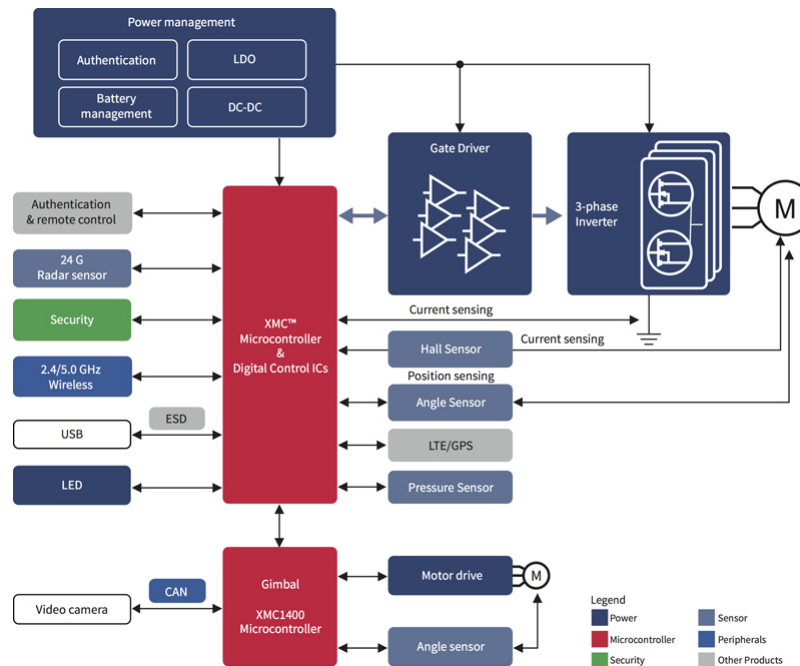 Power management
Authentication
LDO
Battery
management
DC-DC
Gate Driver
3-phase
Inverter
M
Authentication
& remote control
24 G
Radar sensor
Security
2.4/5.0 GHz
Wireless
ESD
USB
LED
XMC™
Microcontroller
&
Digital Control ICs
Current sensing
Hall Sensor
Current sensing
Position sensing
Angle Sensor
LTE/GPS
Pressure Sensor
Video camera
CAN
Gimbal
XMC1400
Microcontroller
Motor drive
M
Angle sensor
Legend
Power
Sensor
Microcontroller
Peripherals
Security
Other Products